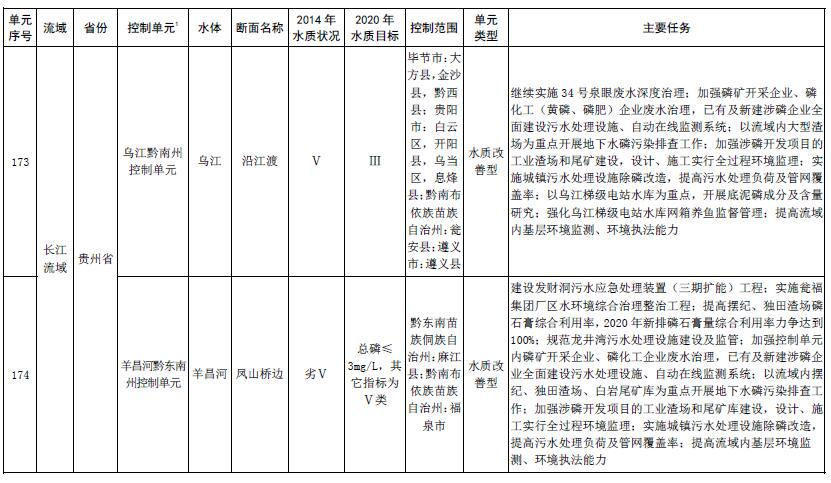 单元序号
流域
省份
控制单元¹
水体
断面名称
2014年水质状况
2020年水质目标
控制范围
单元类型
主要任务
173
长江流域
贵州省
乌江黔南州
控制单元
乌江
沿江渡
Ⅴ
Ⅲ
毕节市：大
方县，金沙
县，黔西
县；贵阳
市：白云
区，开阳
县，乌当
区，息烽
县；黔南布
依族苗族
自治州：瓮
安县；遵义
市：遵义县
水质改
善型
继续实施34号泉眼废水深度治理；加强磷矿开采企业、磷
化工（黄磷、磷肥）企业废水治理，已有及新建涉磷企业全
面建设污水处理设施、自动在线监测系统；以流域内大型渣
场为重点开展地下水磷污染排查工作；加强涉磷开发项目的
工业渣场和尾矿建设，设计、施工实行全过程环境监理；实
施城镇污水处理设施除磷改造，提高污水处理负荷及管网覆
盖率；以乌江梯级电站水库为重点，开展底泥磷成分及含量
研究；强化乌江梯级电站水库网箱养鱼监督管理；提高流域
内基层环境监测、环境执法能力
174
羊昌河黔东南
州控制单元
羊昌河
凤山桥边
劣Ⅴ
总磷≤
3mg/L，其
它指标为
Ⅴ类
黔东南苗
族侗族自
治州：麻江
县；黔南布
依族苗族
自治州：福
泉市
水质改
善型
建设发财洞污水应急处理装置（三期扩能）工程；实施瓮福
集团厂区水环境综合治理整治工程；提高摆纪、独田渣场磷
石膏综合利用率，2020年新排磷石膏量综合利用率力争达到
100%；规范龙井湾污水处理设施建设及监管；加强控制单元
内磷矿开采企业、磷化工企业废水治理，已有及新建涉磷企
业全面建设污水处理设施、自动在线监测系统；以流域内摆
纪、独田渣场、白岩尾矿库为重点开展地下水磷污染排查工
作；加强涉磷开发项目的工业渣场和尾矿库建设，设计、施
工实行全过程环境监理；实施城镇污水处理设施除磷改造，
提高污水处理负荷及管网覆盖率；提高流域内基层环境监
测、环境执法能力